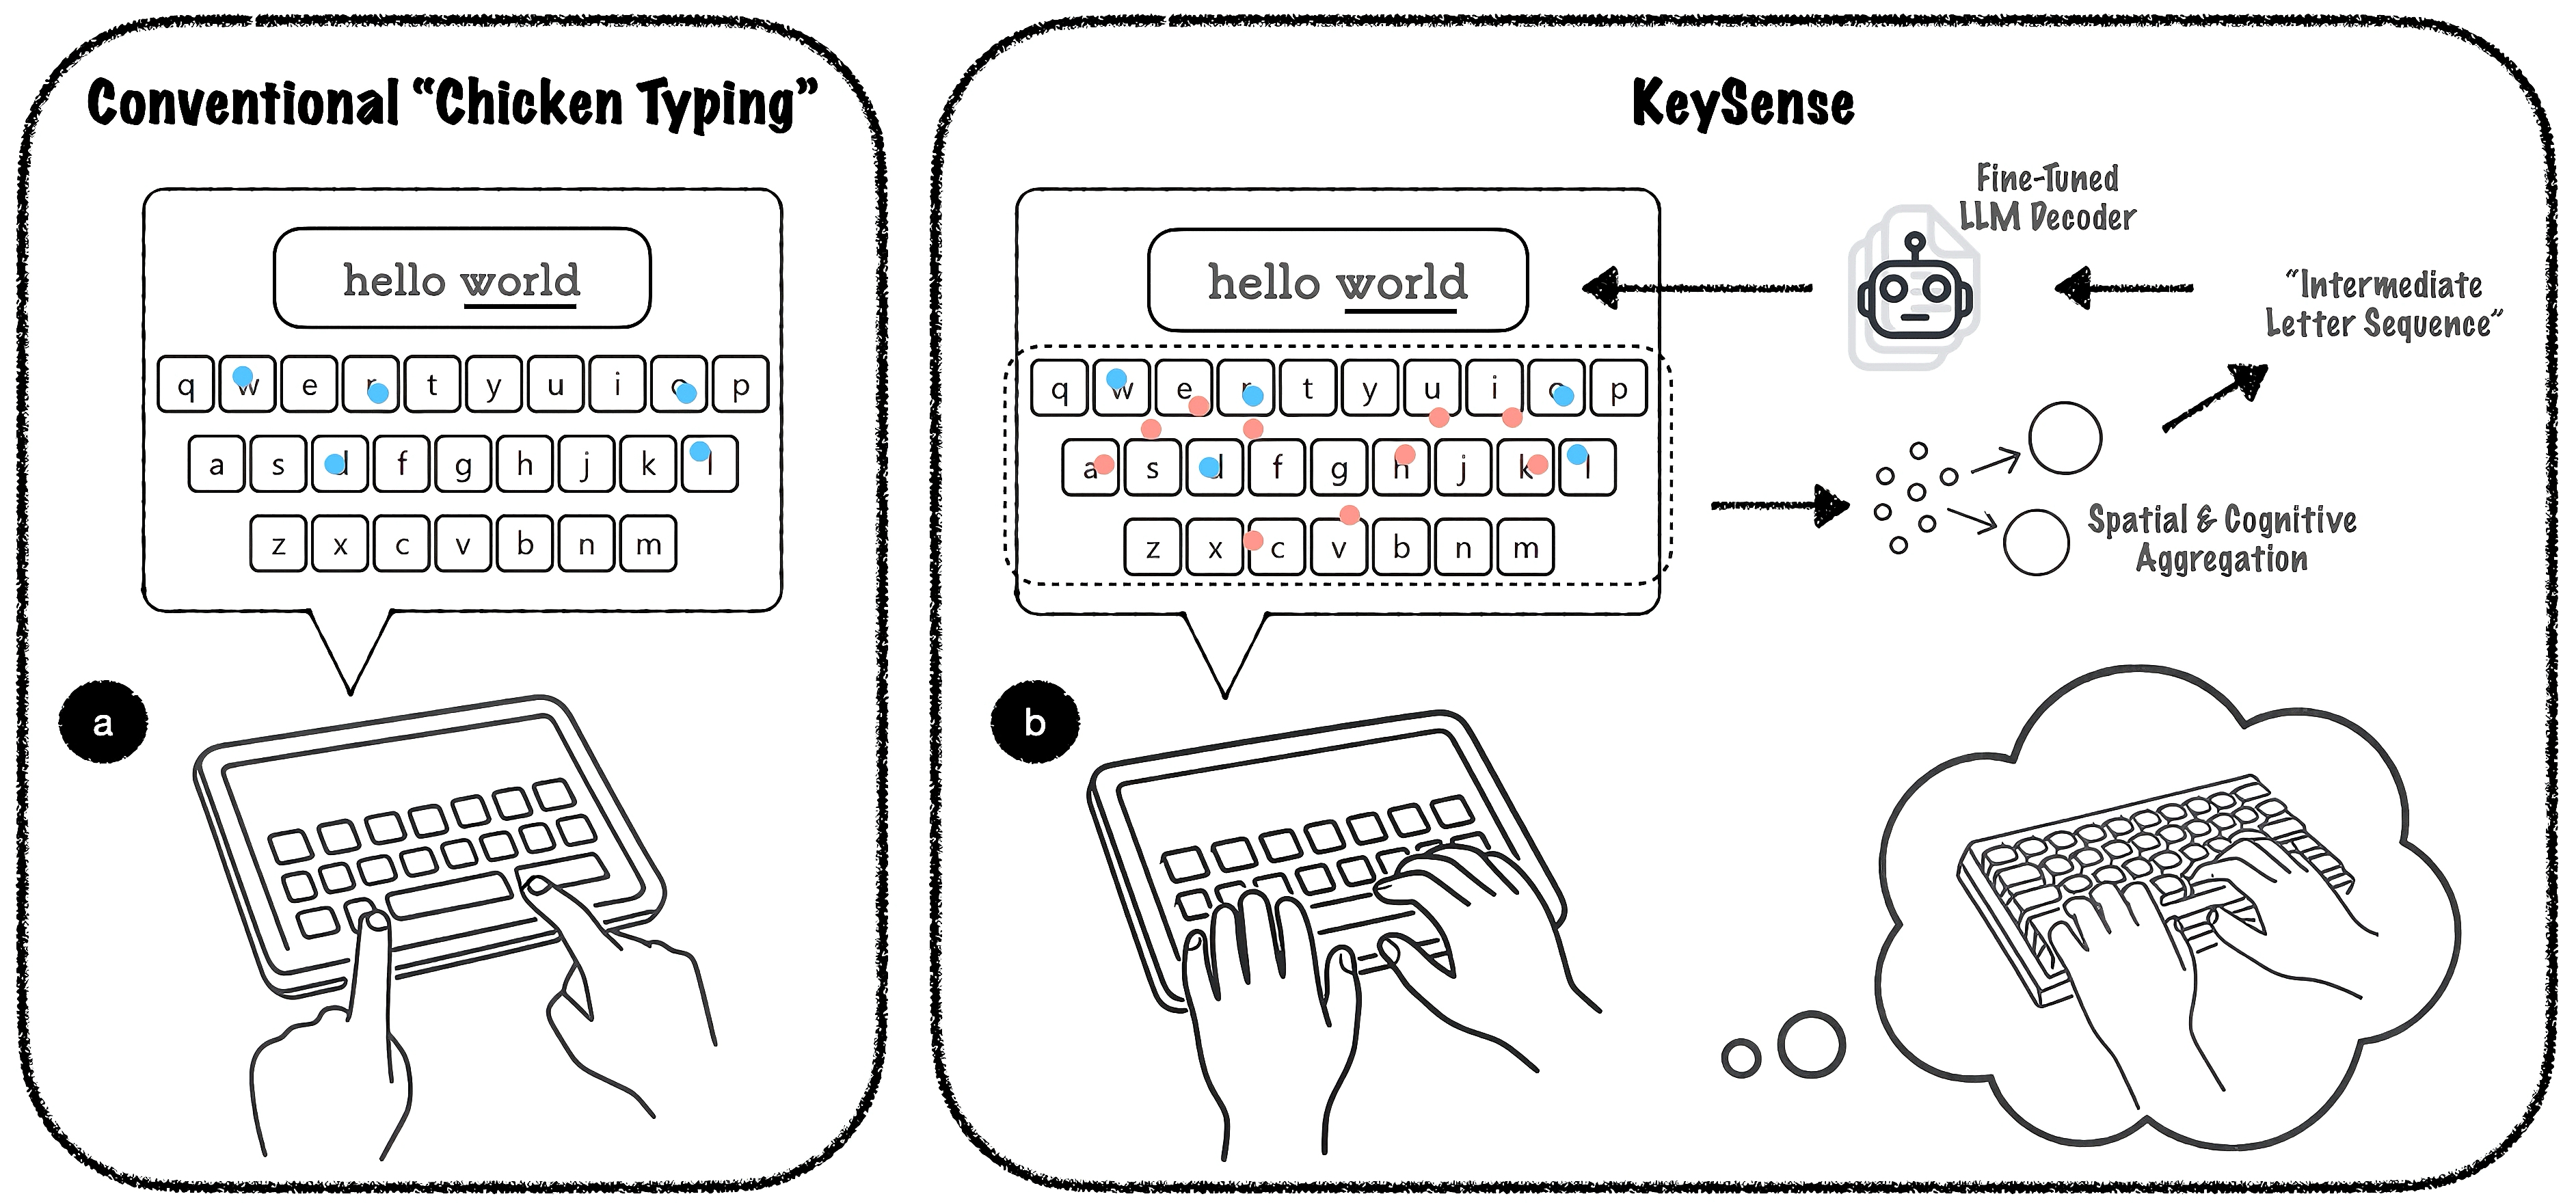 Conventional “Chicken Typing”
hello world
q w e r t y u i o p
a s d f g h j k l
z x c v b n m
a
KeySense
hello world
q w e r t y u i o p
a s d f g h j k l
z x c v b n m
Fine-Tuned
LLM Decoder
“Intermediate
Letter Sequence”
Spatial & Cognitive
Aggregation
b